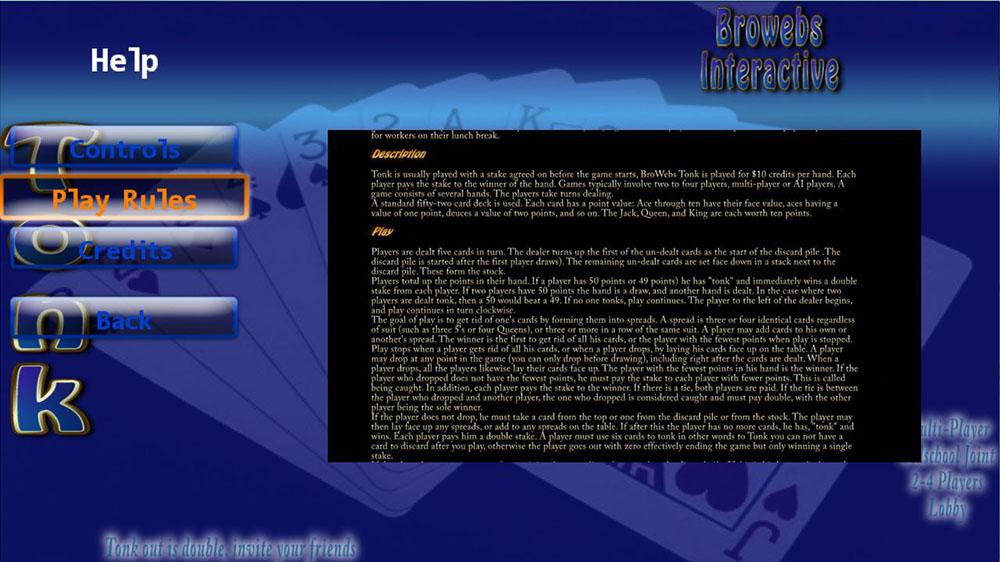 Browebs
Interactive
Help
Controls
Play Rules
Credits
Back
T
o
n
k
for workers on their lunch break.
Description
Tonk is usually played with a stake agreed on before the game starts, BroWebs Tonk is played for $10 credits per hand. Each
player pays the stake to the winner of the hand. Games typically involve two to four players, multi-player or AI players. A
game consists of several hands. The players take turns dealing.
A standard fifty-two card deck is used. Each card has a point value: Ace through ten have their face value, aces having a
value of one point, deuces a value of two points, and so on. The Jack, Queen, and King are each worth ten points.
Play
Players are dealt five cards in turn. The dealer turns up the first of the un-dealt cards as the start of the discard pile .The
discard pile is started after the first player draws). The remaining un-dealt cards are set face down in a stack next to the
discard pile. These form the stock.
Players total up the points in their hand. If a player has 50 points or 49 points) he has "tonk" and immediately wins a double
stake from each player. If two players have 50 points the hand is a draw, and another hand is dealt. In the case where two
players are dealt tonk, then a 50 would beat a 49. If no one tonks, play continues. The player to the left of the dealer begins,
and play continues in turn clockwise.
The goal of play is to get rid of one's cards by forming them into spreads. A spread is three or four identical cards regardless
of suit (such as three 5's or four Queens), or three or more in a row of the same suit. A player may add cards to his own or
another's spread. The winner is the first to get rid of all his cards, or the player with the fewest points when play is stopped.
Play stops when a player gets rid of all his cards, or when a player drops, by laying his cards face up on the table. A player
may drop at any point in the game (you can only drop before drawing), including right after the cards are dealt. When a
player drops, all the players likewise lay their cards face up. The player with the fewest points in his hand is the winner. If the
player who dropped does not have the fewest points, he must pay the stake to each player with fewer points. This is called
being caught. In addition, each player pays the stake to the winner. If there is a tie, both players are paid. If the tie is between
the player who dropped and another player, the one who dropped is considered caught and must pay double, with the other
player being the sole winner.
If the player does not drop, he must take a card from the top or one from the discard pile or from the stock. The player may
then lay face up any spreads, or add to any spreads on the table. If after this the player has no more cards, he has, "tonk" and
wins. Each player pays him a double stake. A player must use six cards to tonk in other words to Tonk you can not have a
card to discard after you play, otherwise the player goes out with zero effectively ending the game but only winning a single
stake.
3
3
2
A
K
J
school Joint
2-4 Players
Lobby
Tonk out is double, invite your friends